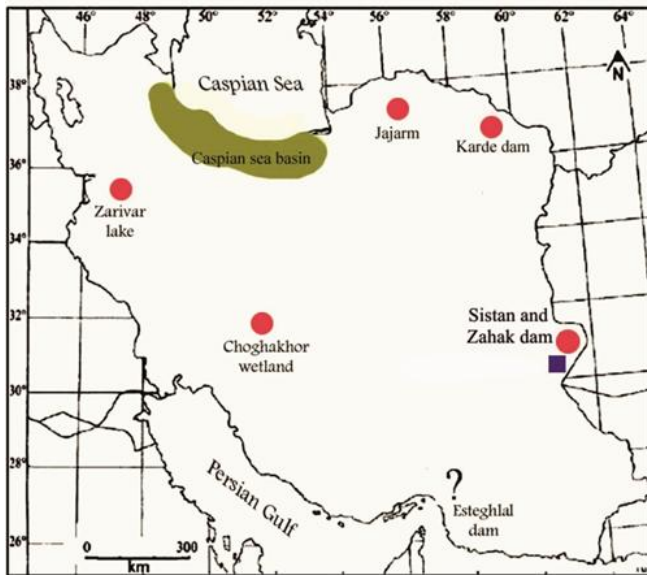 46° 48° 50° 52° 54° 56° 58° 60° 62° 64°
38°
36°
34°
32°
30°
28°
26°
N
Caspian Sea
Caspian sea basin
Jajarm
Karde dam
Zarivar
lake
Choghakhor
wetland
Sistan and
Zahak dam
Persian Gulf
?
Esteghlal
dam
0 300
km